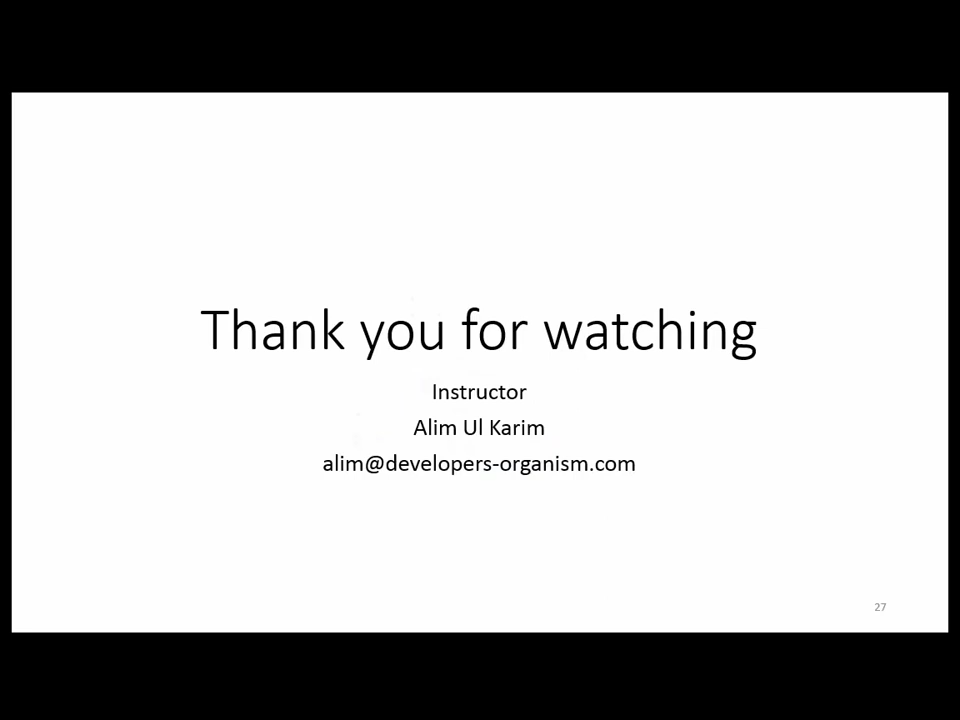 Thank you for watching
Instructor
Alim Ul Karim
alim@developers-organism.com
27